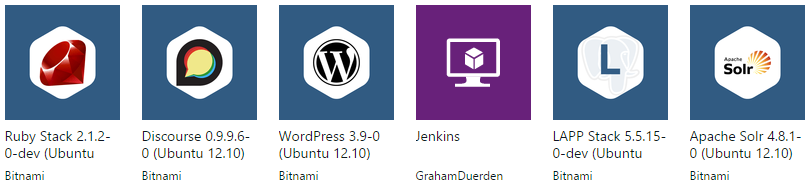 Apache
Solr
L
Ruby Stack 2.1.2-
0-dev (Ubuntu
Bitnami
Discourse 0.9.9.6-
0 (Ubuntu 12.10)
Bitnami
WordPress 3.9-0
(Ubuntu 12.10)
Bitnami
Jenkins
GrahamDuerden
LAPP Stack 5.5.15-
0-dev (Ubuntu
Bitnami
Apache Solr 4.8.1-
0 (Ubuntu 12.10)
Bitnami